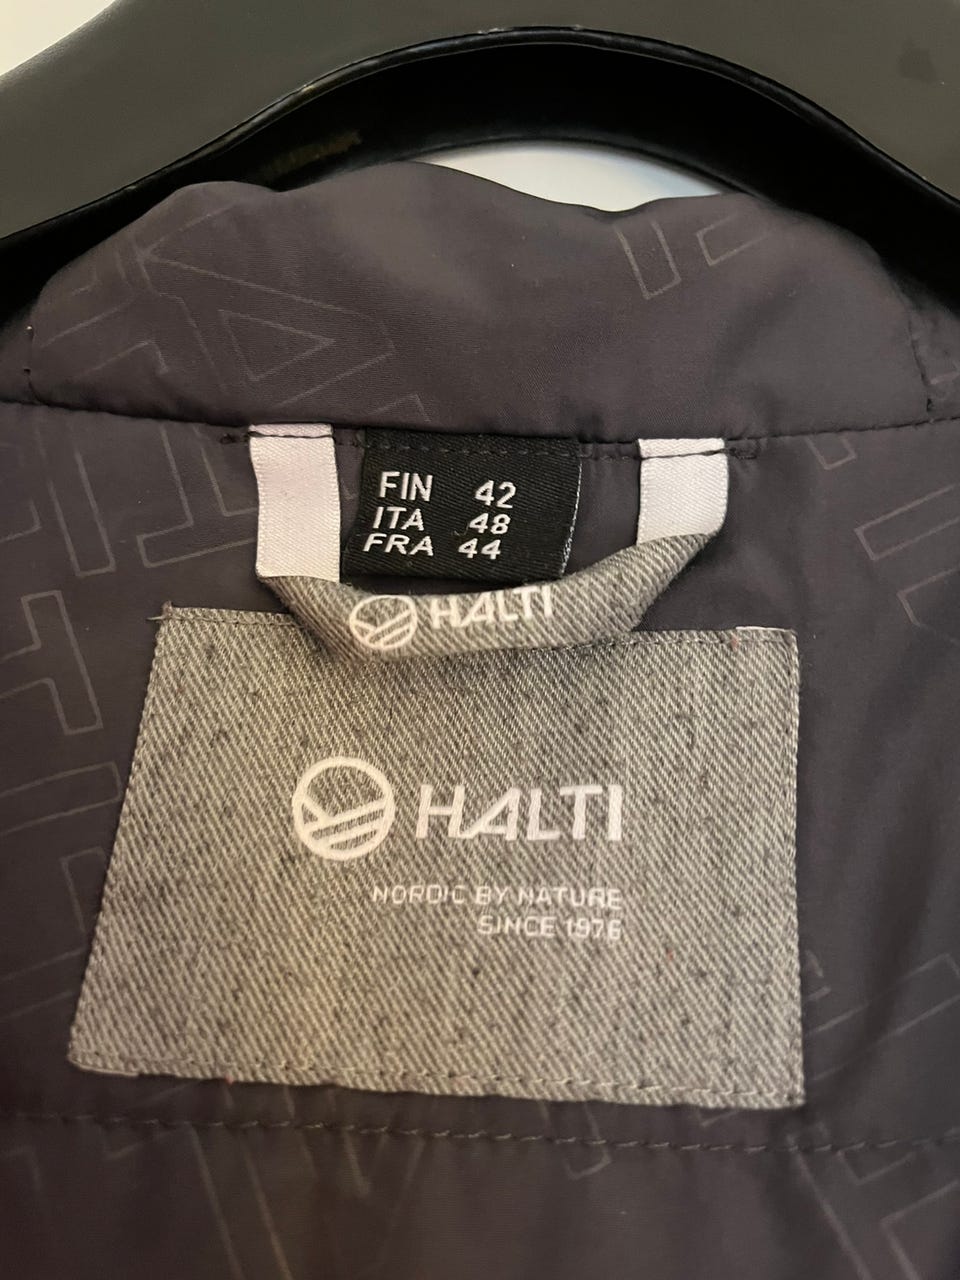 FIN 42
ITA 48
FRA 44
HALTI
HALTI
NORDIC BY NATURE
SINCE 1976